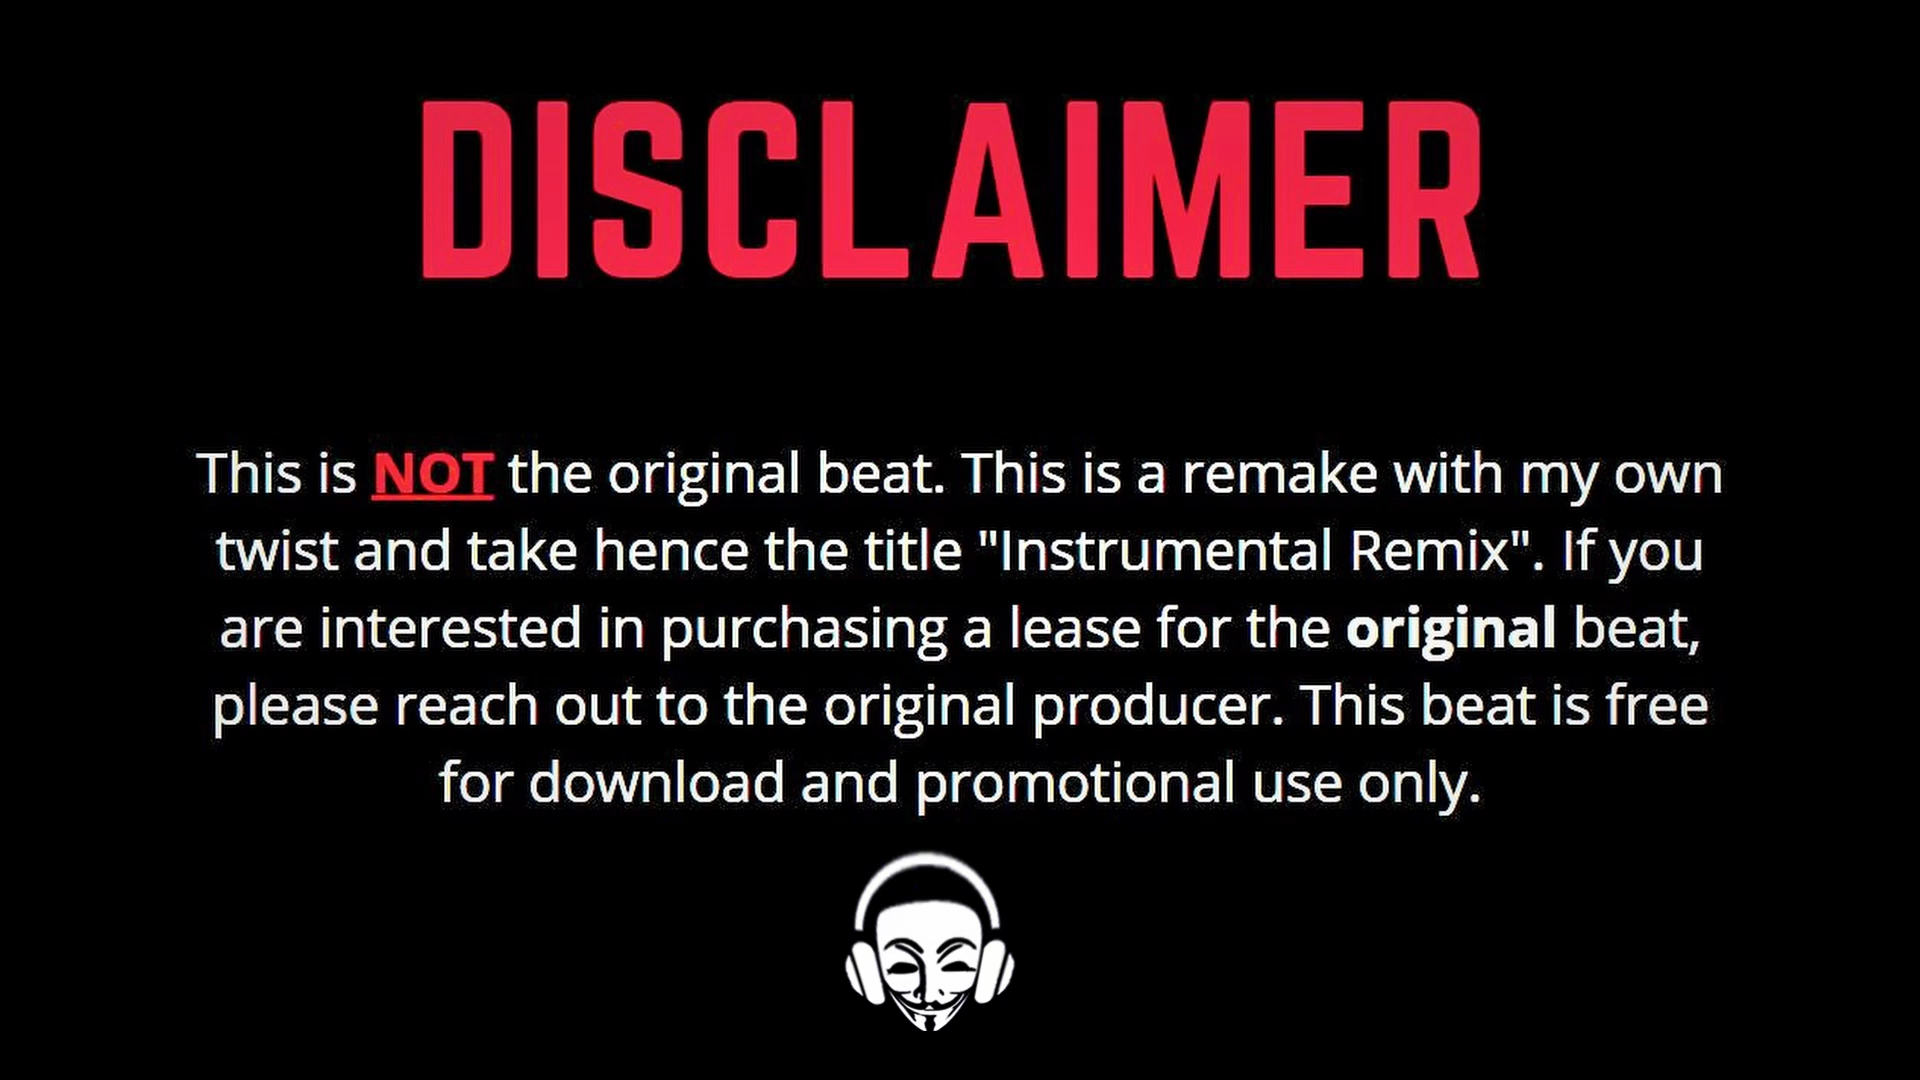 DISCLAIMER
This is NOT the original beat. This is a remake with my own
twist and take hence the title "Instrumental Remix". If you
are interested in purchasing a lease for the original beat,
please reach out to the original producer. This beat is free
for download and promotional use only.